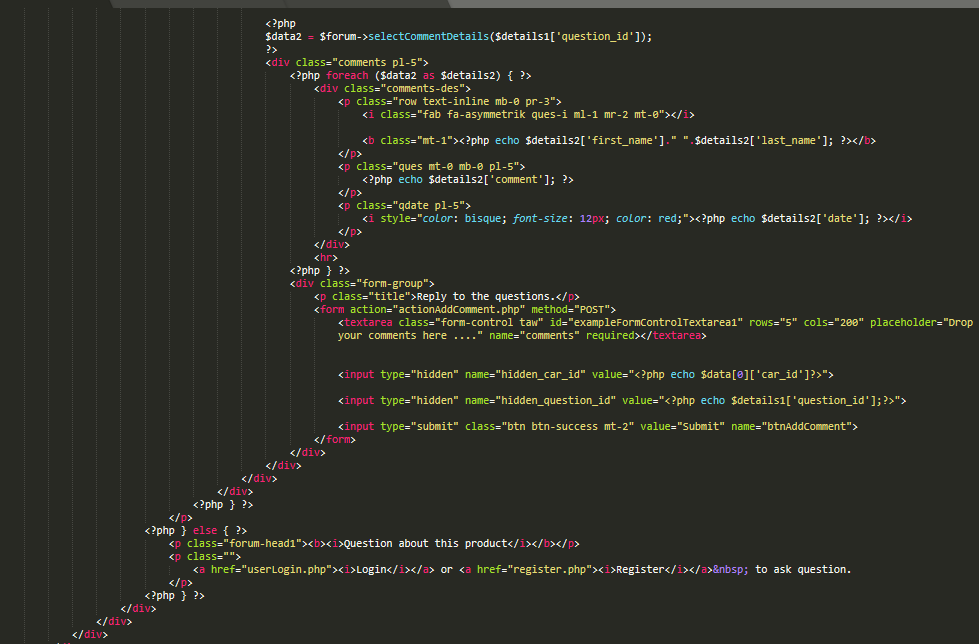 <?php
$data2 = $forum->selectCommentDetails($details1['question_id']);
?>
<div class="comments pl-5">
<?php foreach ($data2 as $details2) { ?>
<div class="comments-des">
<p class="row text-inline mb-0 pr-3">
<i class="fab fa-asymmetrik ques-i ml-1 mr-2 mt-0"></i>
<b class="mt-1"><?php echo $details2['first_name']." ".$details2['last_name']; ?></b>
</p>
<p class="ques mt-0 mb-0 pl-5">
<?php echo $details2['comment']; ?>
</p>
<p class="qdate pl-5">
<i style="color: bisque; font-size: 12px; color: red;"><?php echo $details2['date']; ?></i>
</p>
</div>
<hr>
<?php } ?>
<div class="form-group">
<p class="title">Reply to the questions.</p>
<form action="actionAddComment.php" method="POST">
<textarea class="form-control taw" id="exampleFormControlTextarea1" rows="5" cols="200" placeholder="Drop
your comments here ...." name="comments" required></textarea>
<input type="hidden" name="hidden_car_id" value="<?php echo $data[0]['car_id']?>">
<input type="hidden" name="hidden_question_id" value="<?php echo $details1['question_id'];?>">
<input type="submit" class="btn btn-success mt-2" value="Submit" name="btnAddComment">
</form>
</div>
</div>
</div>
</div>
<?php } ?>
</p>
<?php } else { ?>
<p class="forum-head1"><b><i>Question about this product</i></b></p>
<p class="">
<a href="userLogin.php"><i>Login</i></a> or <a href="register.php"><i>Register</i></a>&nbsp; to ask question.
</p>
<?php } ?>
</div>
</div>
</div>